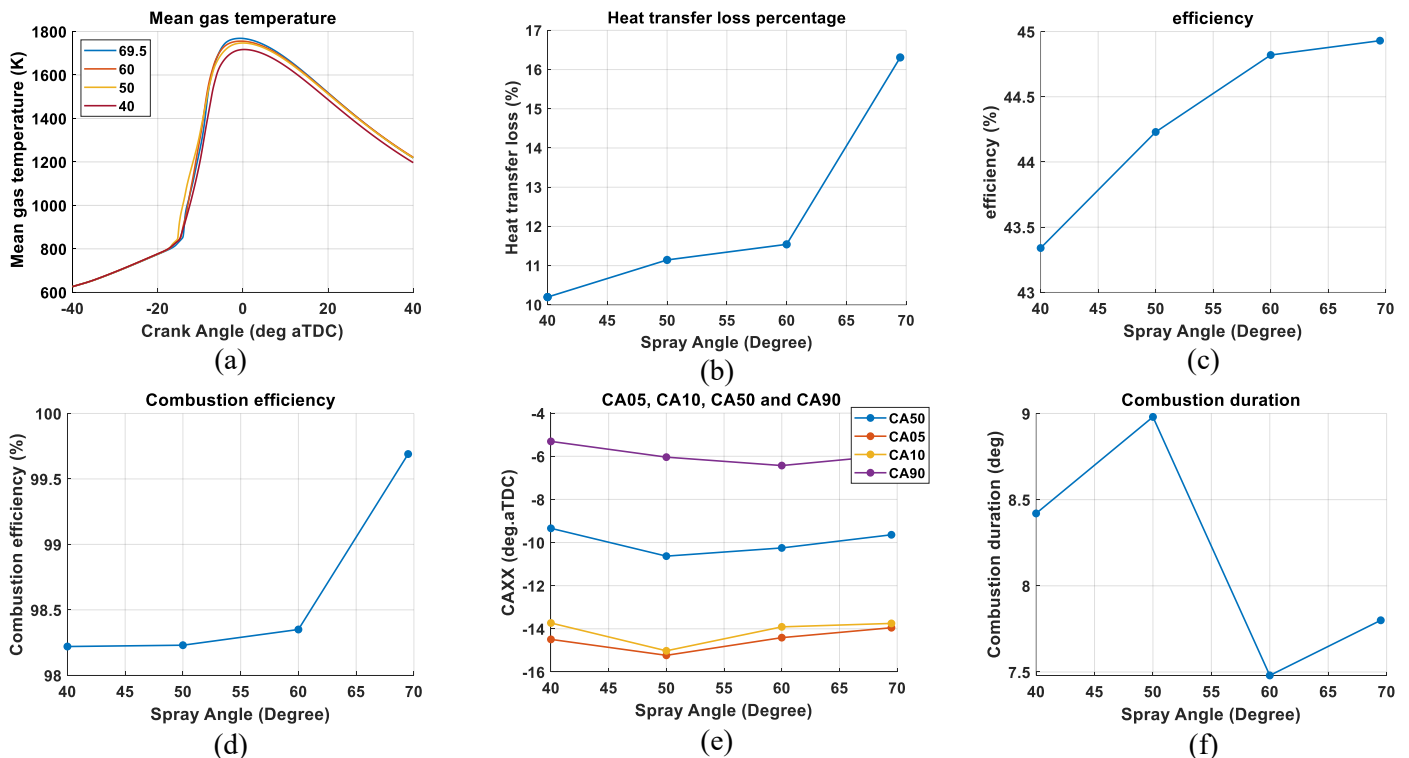 Mean gas temperature
Mean gas temperature (K)
1800
1600
1400
1200
1000
800
600
69.5
60
50
40
-40
-20
0
20
40
Crank Angle (deg aTDC)
(a)
Heat transfer loss percentage
Heat transfer loss (%)
17
16
15
14
13
12
11
10
40
45
50
55
60
65
70
Spray Angle (Degree)
(b)
efficiency
efficiency (%)
45
44.5
44
43.5
43
40
45
50
55
60
65
70
Spray Angle (Degree)
(c)
Combustion efficiency
Combustion efficiency (%)
100
99.5
99
98.5
98
40
45
50
55
60
65
70
Spray Angle (Degree)
(d)
CA05, CA10, CA50 and CA90
CAXX (deg.aTDC)
-4
-6
-8
-10
-12
-14
-16
CA50
CA05
CA10
CA90
40
45
50
55
60
65
70
Spray Angle (Degree)
(e)
Combustion duration
Combustion duration (deg)
9
8.5
8
7.5
40
45
50
55
60
65
70
Spray Angle (Degree)
(f)